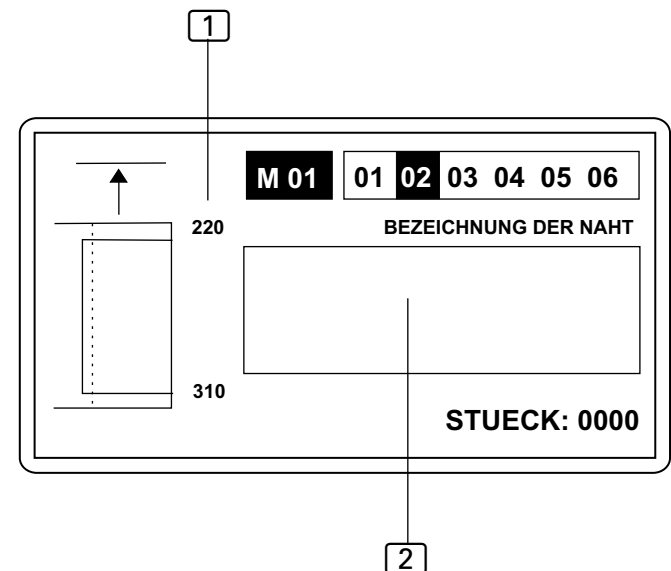 1
M 01 01 02 03 04 05 06
220 BEZEICHNUNG DER NAHT
310
STUECK: 0000
2